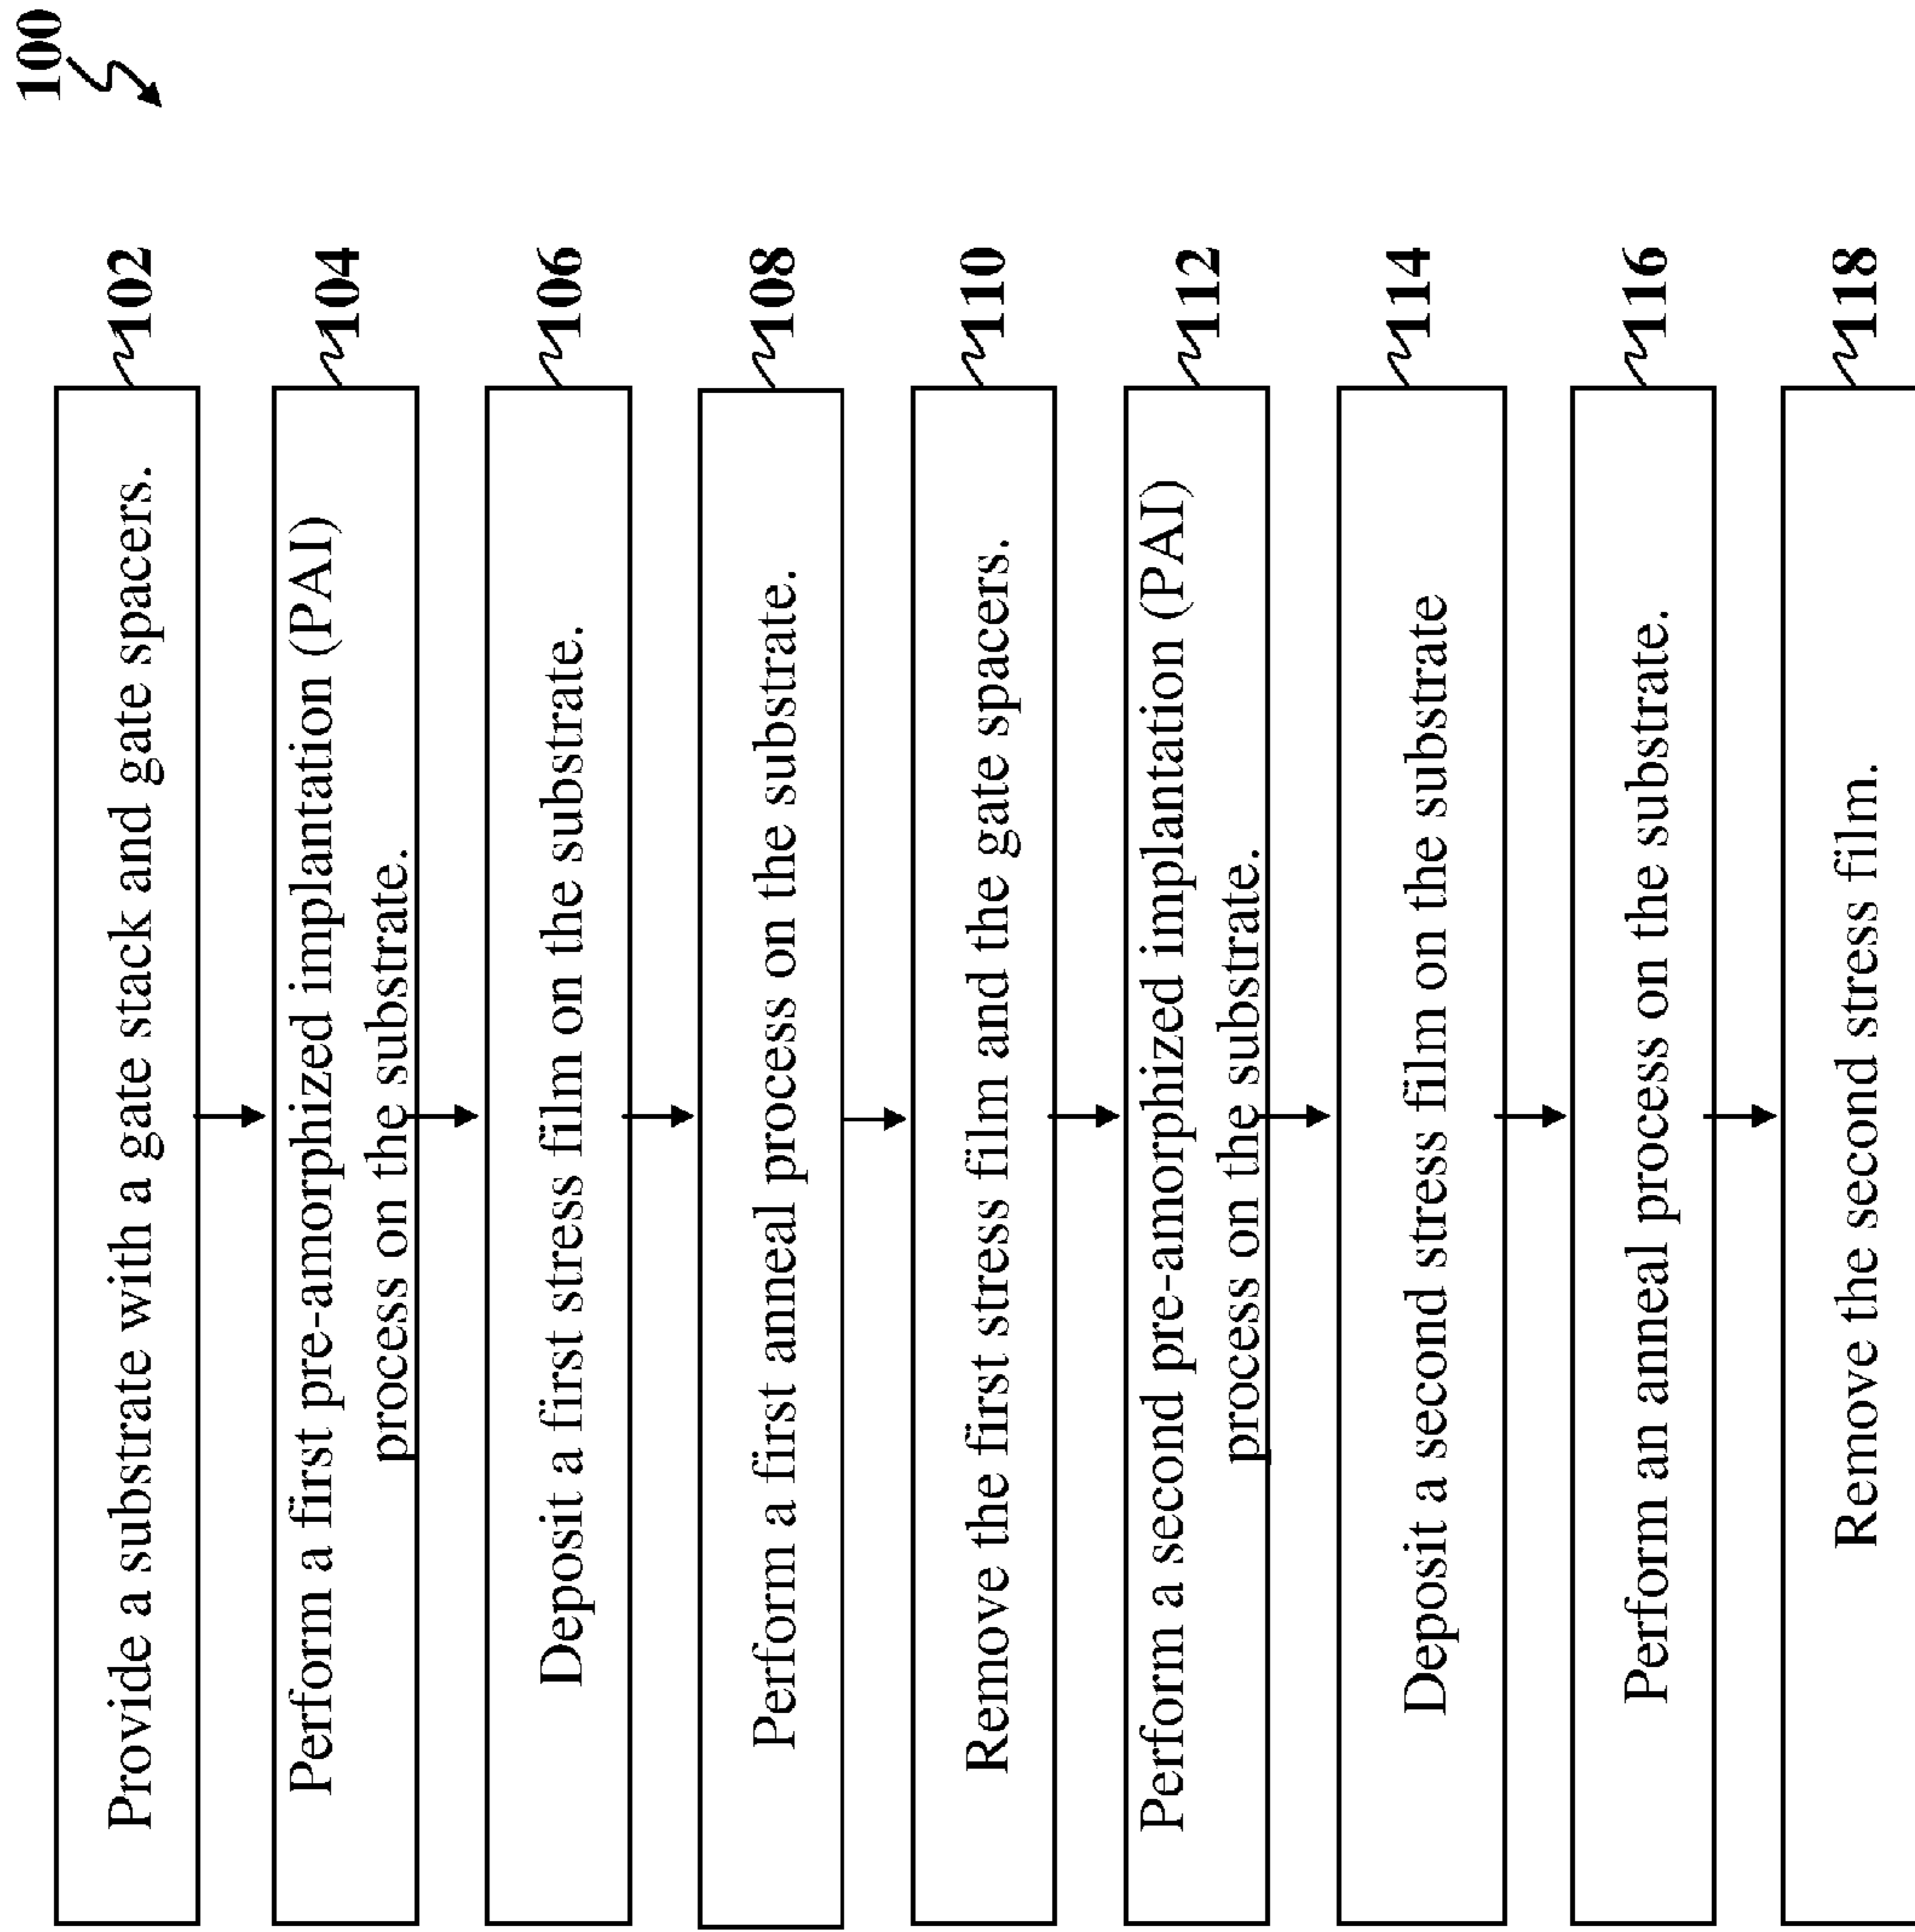 100
Provide a substrate with a gate stack and gate spacers.
102
Perform a first pre-amorphized implantation (PAI)
process on the substrate.
104
Deposit a first stress film on the substrate.
106
Perform a first anneal process on the substrate.
108
Remove the first stress film and the gate spacers.
110
Perform a second pre-amorphized implantation (PAI)
process on the substrate.
112
Deposit a second stress film on the substrate
114
Perform an anneal process on the substrate.
116
Remove the second stress film.
118